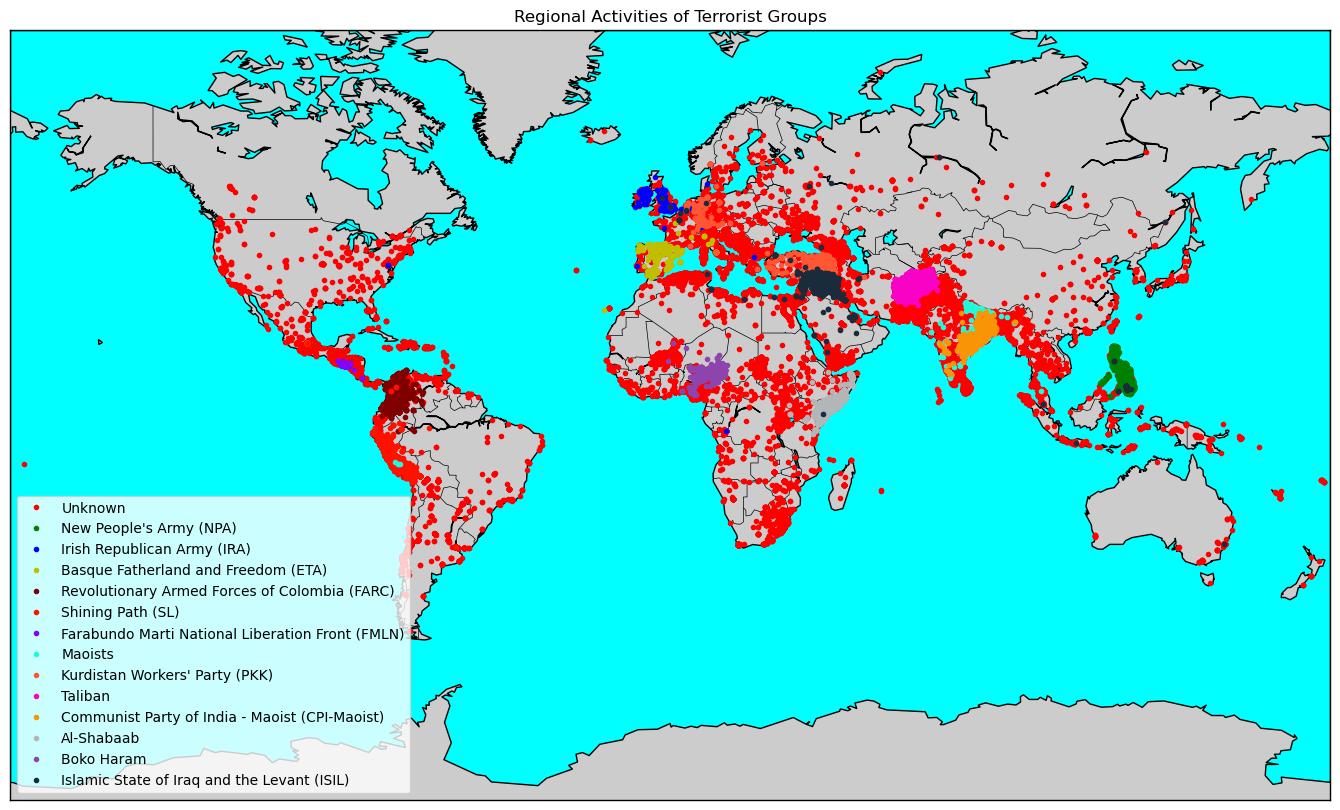 Regional Activities of Terrorist Groups
Unknown
New People's Army (NPA)
Irish Republican Army (IRA)
Basque Fatherland and Freedom (ETA)
Revolutionary Armed Forces of Colombia (FARC)
Shining Path (SL)
Farabundo Marti National Liberation Front (FMLN)
Maoists
Kurdistan Workers' Party (PKK)
Taliban
Communist Party of India - Maoist (CPI-Maoist)
Al-Shabaab
Boko Haram
Islamic State of Iraq and the Levant (ISIL)